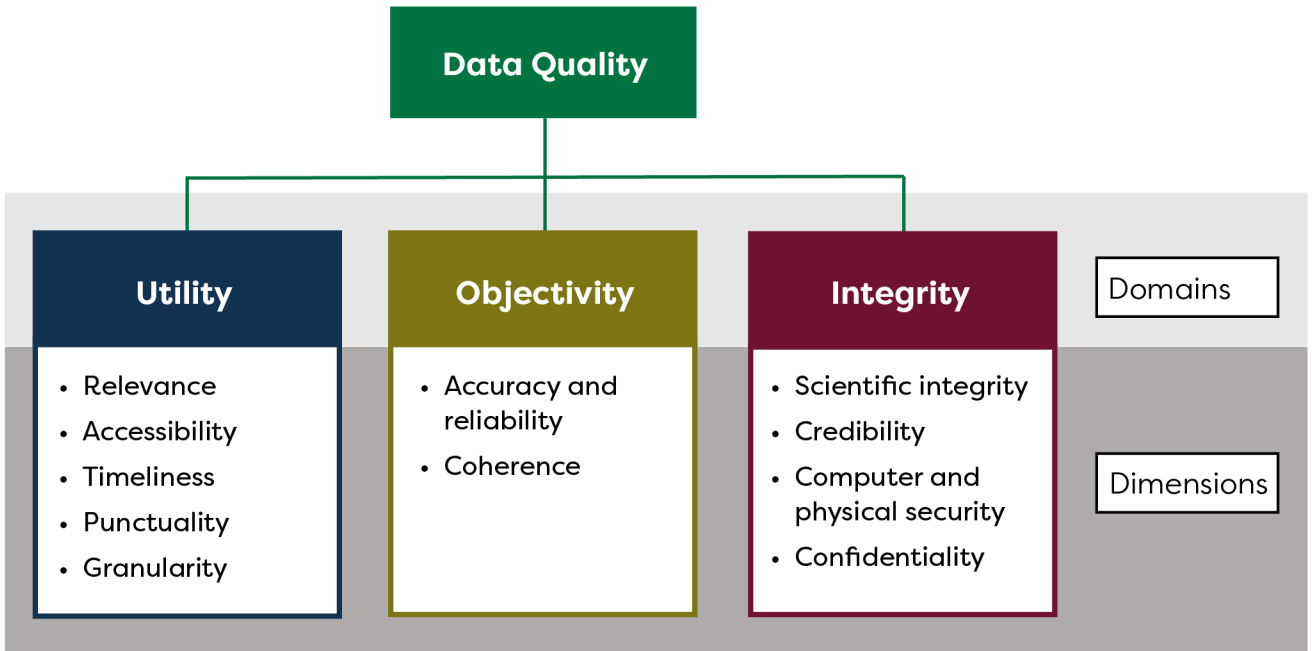 Data Quality
Utility
Objectivity
Integrity
Domains
• Relevance
• Accessibility
• Timeliness
• Punctuality
• Granularity
• Accuracy and
reliability
• Coherence
• Scientific integrity
• Credibility
• Computer and
physical security
• Confidentiality
Dimensions